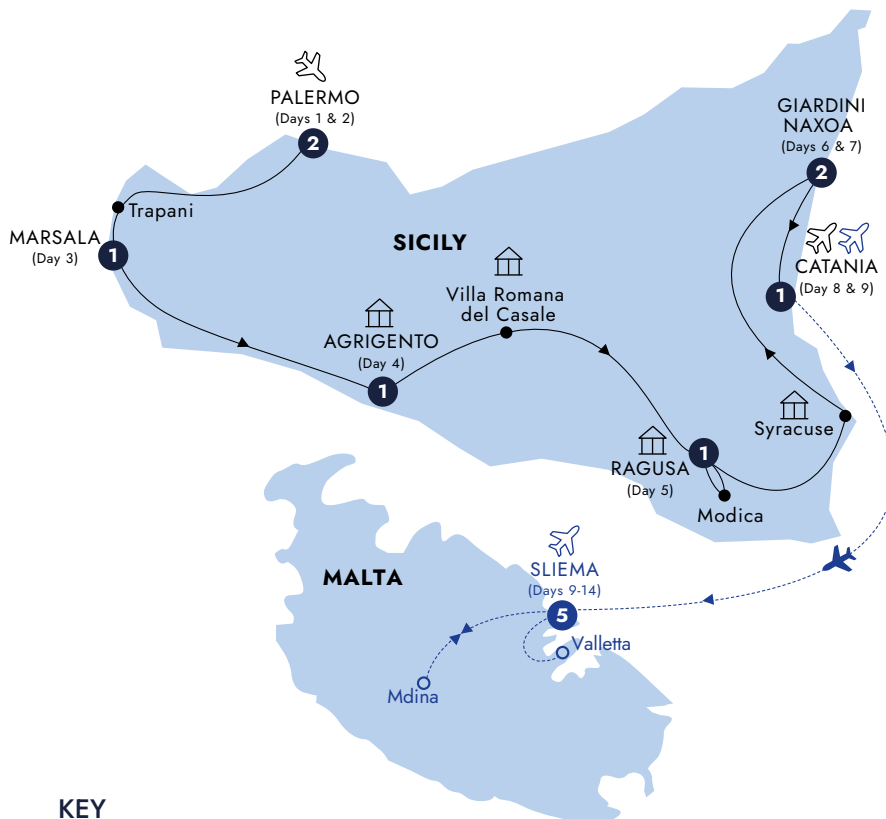 PALERMO
(Days 1 & 2)
2
GIARDINI
NAXOA
(Days 6 & 7)
2
Trapani
MARSALA
(Day 3)
1
SICILY
CATANIA
(Day 8 & 9)
1
Villa Romana
del Casale
AGRIGENTO
(Day 4)
1
Syracuse
RAGUSA
(Day 5)
1
Modica
MALTA
SLIEMA
(Days 9-14)
5
Valletta
Mdina
KEY